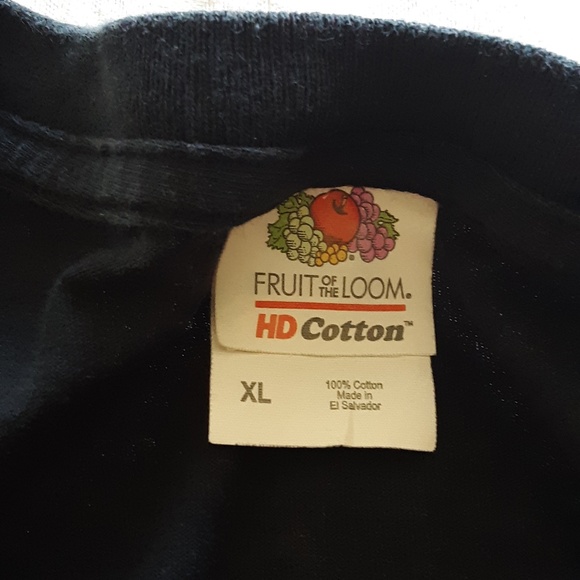 FRUIT OF THE LOOM®
HD Cotton™
XL
100% Cotton
Made in
El Salvador